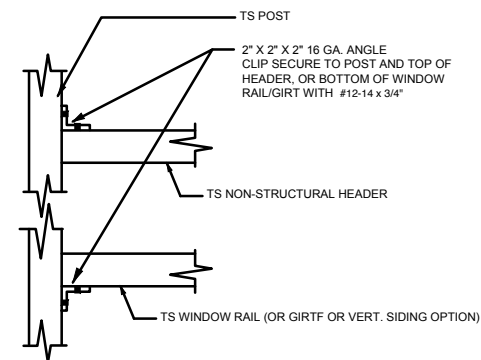 TS POST
2" X 2" X 2" 16 GA. ANGLE
CLIP SECURE TO POST AND TOP OF
HEADER, OR BOTTOM OF WINDOW
RAIL/GIRT WITH #12-14 x 3/4"
TS NON-STRUCTURAL HEADER
TS WINDOW RAIL (OR GIRTF OR VERT. SIDING OPTION)